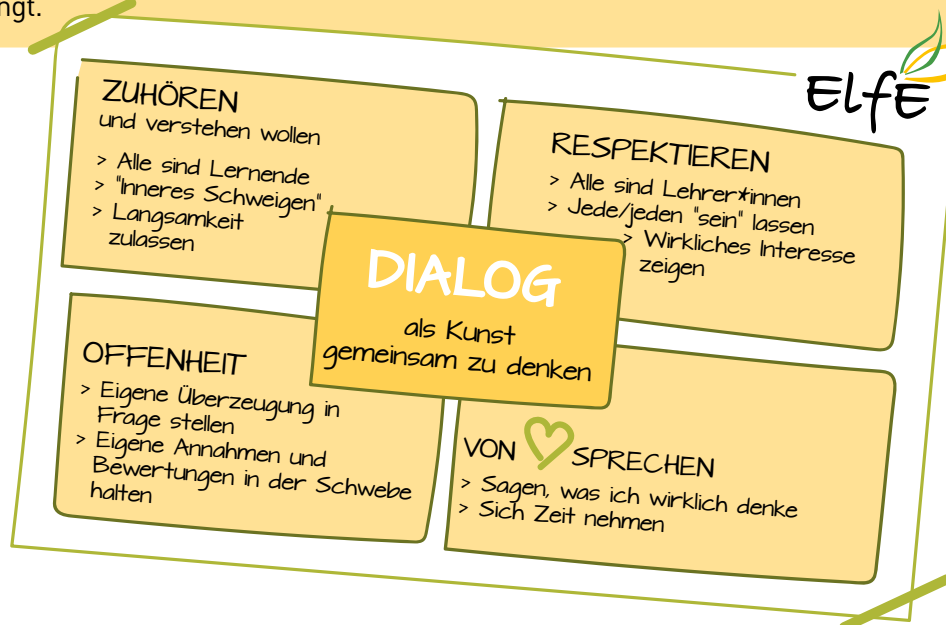 ngt.
ELfE
ZUHÖREN
und verstehen wollen
> Alle sind Lernende
> "Inneres Schweigen"
> Langsamkeit
zulassen
RESPEKTIEREN
> Alle sind Lehrer*innen
> Jede/jeden "sein" lassen
> Wirkliches Interesse
zeigen
DIALOG
als Kunst
gemeinsam zu denken
OFFENHEIT
> Eigene Überzeugung in
Frage stellen
> Eigene Annahmen und
Bewertungen in der Schwebe
halten
VON SPRECHEN
> Sagen, was ich wirklich denke
> Sich Zeit nehmen